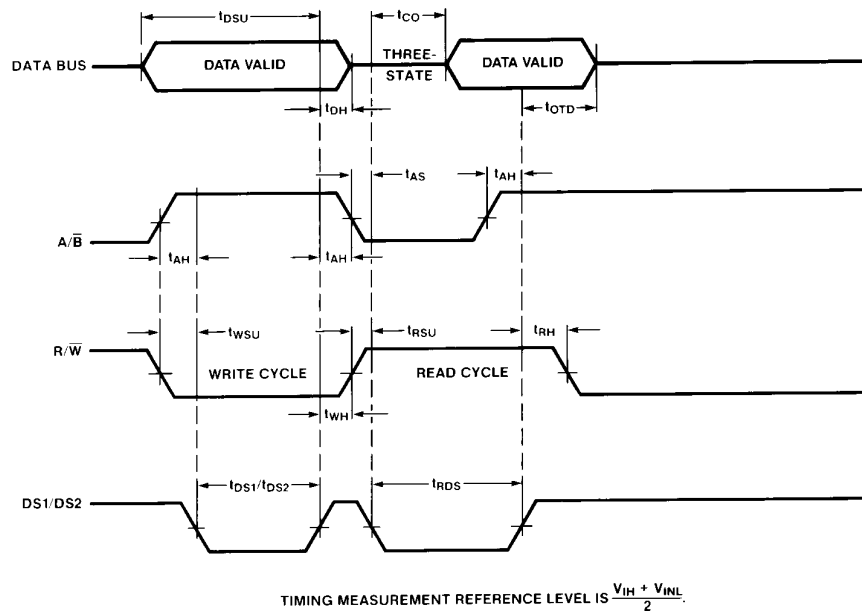 tDSU
tCO
DATA BUS
DATA VALID
THREE-
STATE
DATA VALID
tDH
tOTD
tAS
tAH
A/B̅
tAH
tAH
tWSU
tRSU
tRH
R/W̅
WRITE CYCLE
READ CYCLE
tWH
tDS1/tDS2
tRDS
DS1/DS2
TIMING MEASUREMENT REFERENCE LEVEL IS (VIH + VINL)/2.